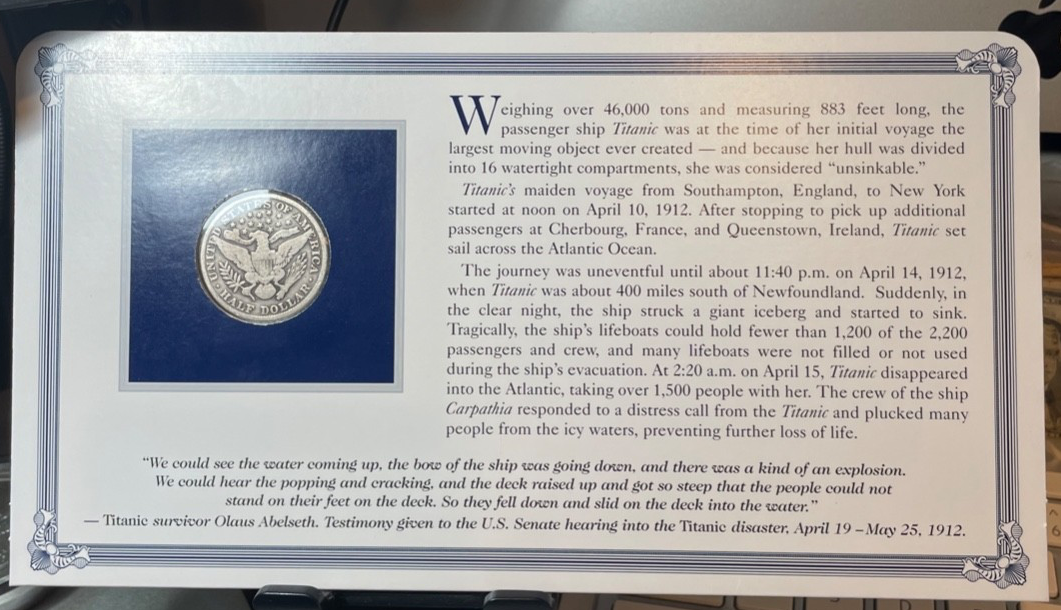 Weighing over 46,000 tons and measuring 883 feet long, the
passenger ship Titanic was at the time of her initial voyage the
largest moving object ever created — and because her hull was divided
into 16 watertight compartments, she was considered “unsinkable.”
Titanic’s maiden voyage from Southampton, England, to New York
started at noon on April 10, 1912. After stopping to pick up additional
passengers at Cherbourg, France, and Queenstown, Ireland, Titanic set
sail across the Atlantic Ocean.
The journey was uneventful until about 11:40 p.m. on April 14, 1912,
when Titanic was about 400 miles south of Newfoundland. Suddenly, in
the clear night, the ship struck a giant iceberg and started to sink.
Tragically, the ship’s lifeboats could hold fewer than 1,200 of the 2,200
passengers and crew, and many lifeboats were not filled or not used
during the ship’s evacuation. At 2:20 a.m. on April 15, Titanic disappeared
into the Atlantic, taking over 1,500 people with her. The crew of the ship
Carpathia responded to a distress call from the Titanic and plucked many
people from the icy waters, preventing further loss of life.
UNITED STATES OF AMERICA
HALF DOLLAR
“We could see the water coming up, the bow of the ship was going down, and there was a kind of an explosion.
We could hear the popping and cracking, and the deck raised up and got so steep that the people could not
stand on their feet on the deck. So they fell down and slid on the deck into the water.”
— Titanic survivor Olaus Abelseth. Testimony given to the U.S. Senate hearing into the Titanic disaster, April 19 – May 25, 1912.